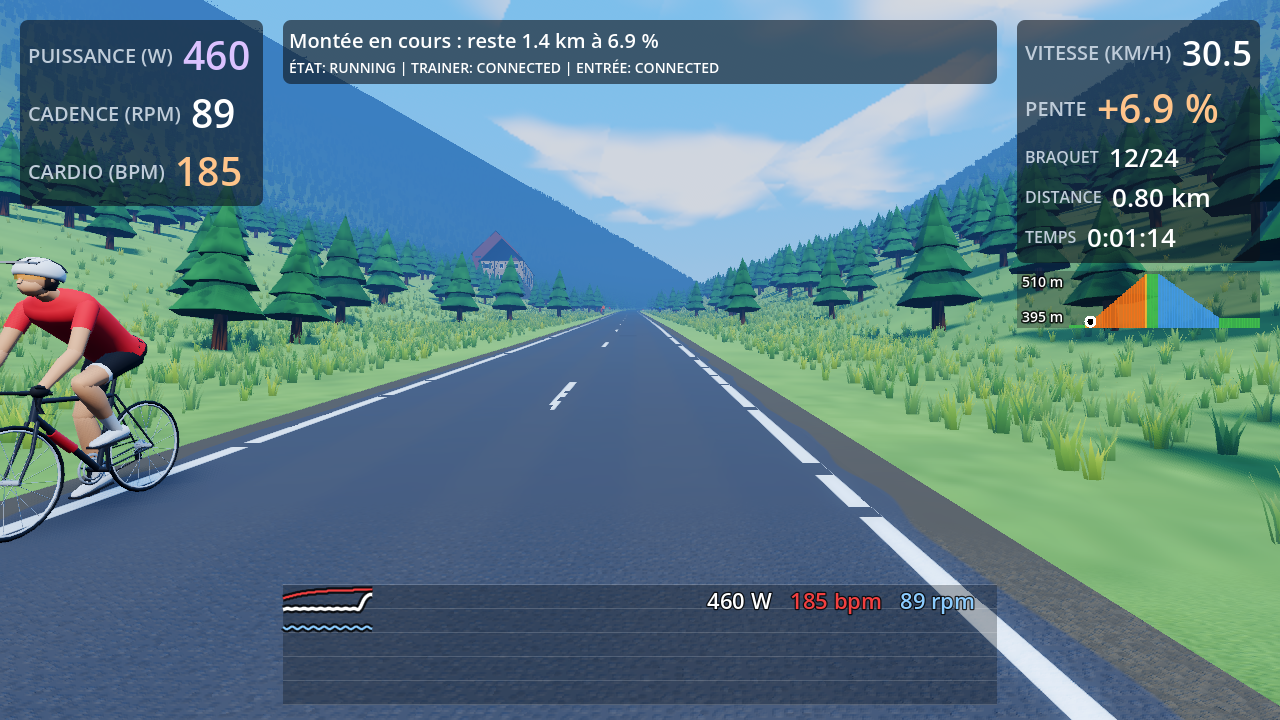 PUISSANCE (W) 460
CADENCE (RPM) 89
CARDIO (BPM) 185
Montée en cours : reste 1.4 km à 6.9 %
ÉTAT: RUNNING | TRAINER: CONNECTED | ENTRÉE: CONNECTED
VITESSE (KM/H) 30.5
PENTE +6.9 %
BRAQUET 12/24
DISTANCE 0.80 km
TEMPS 0:01:14
510 m
395 m
460 W 185 bpm 89 rpm